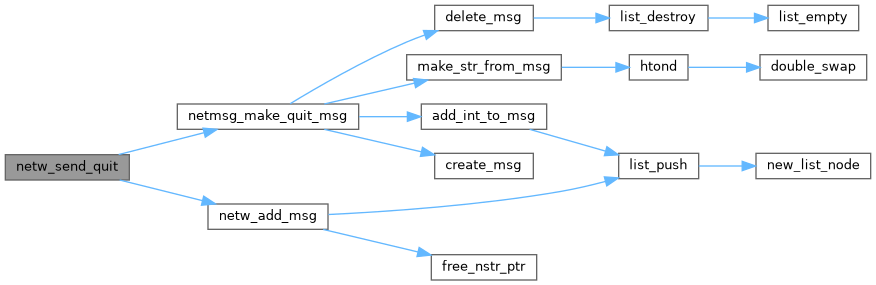 netw_send_quit
netmsg_make_quit_msg
netw_add_msg
delete_msg
make_str_from_msg
add_int_to_msg
create_msg
free_nstr_ptr
list_destroy
htond
list_push
list_empty
double_swap
new_list_node